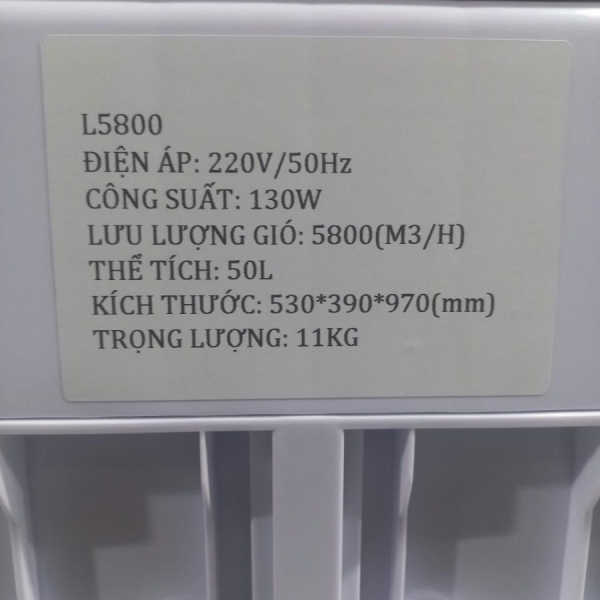 L5800
ĐIỆN ÁP: 220V/50Hz
CÔNG SUẤT: 130W
LƯU LƯỢNG GIÓ: 5800(M3/H)
THỂ TÍCH: 50L
KÍCH THƯỚC: 530*390*970(mm)
TRỌNG LƯỢNG: 11KG